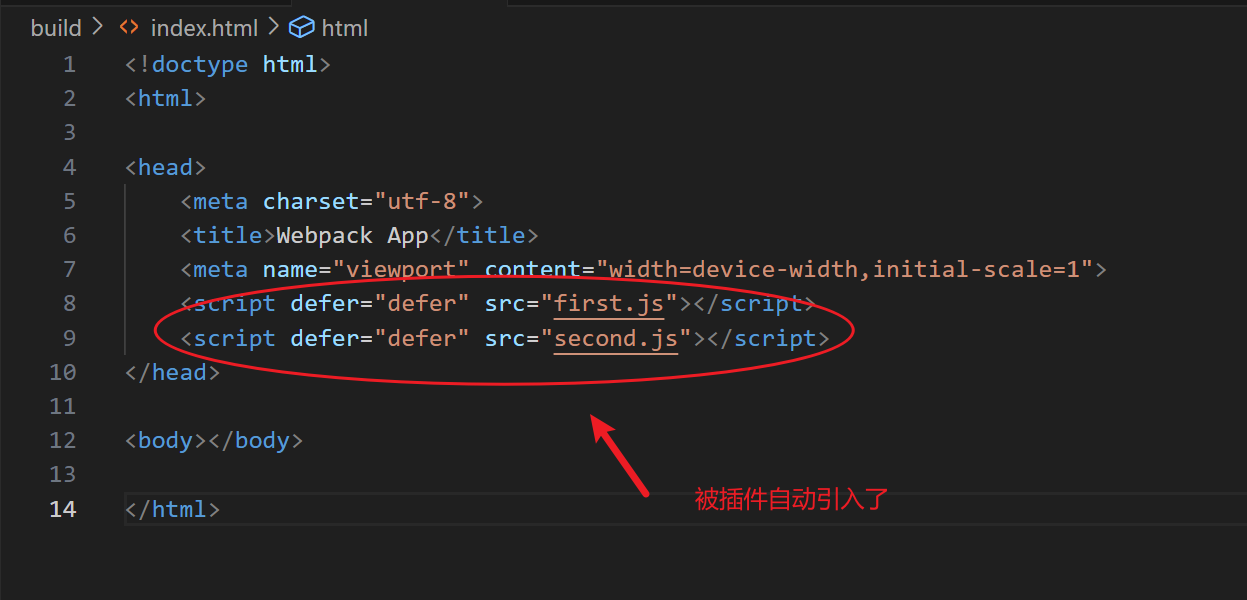 build > index.html > html
1 <!doctype html>
2 <html>
3
4 <head>
5 <meta charset="utf-8">
6 <title>Webpack App</title>
7 <meta name="viewport" content="width=device-width,initial-scale=1">
8 <script defer="defer" src="first.js"></script>
9 <script defer="defer" src="second.js"></script>
10 </head>
11
12 <body></body>
13
14 </html>
被插件自动引入了